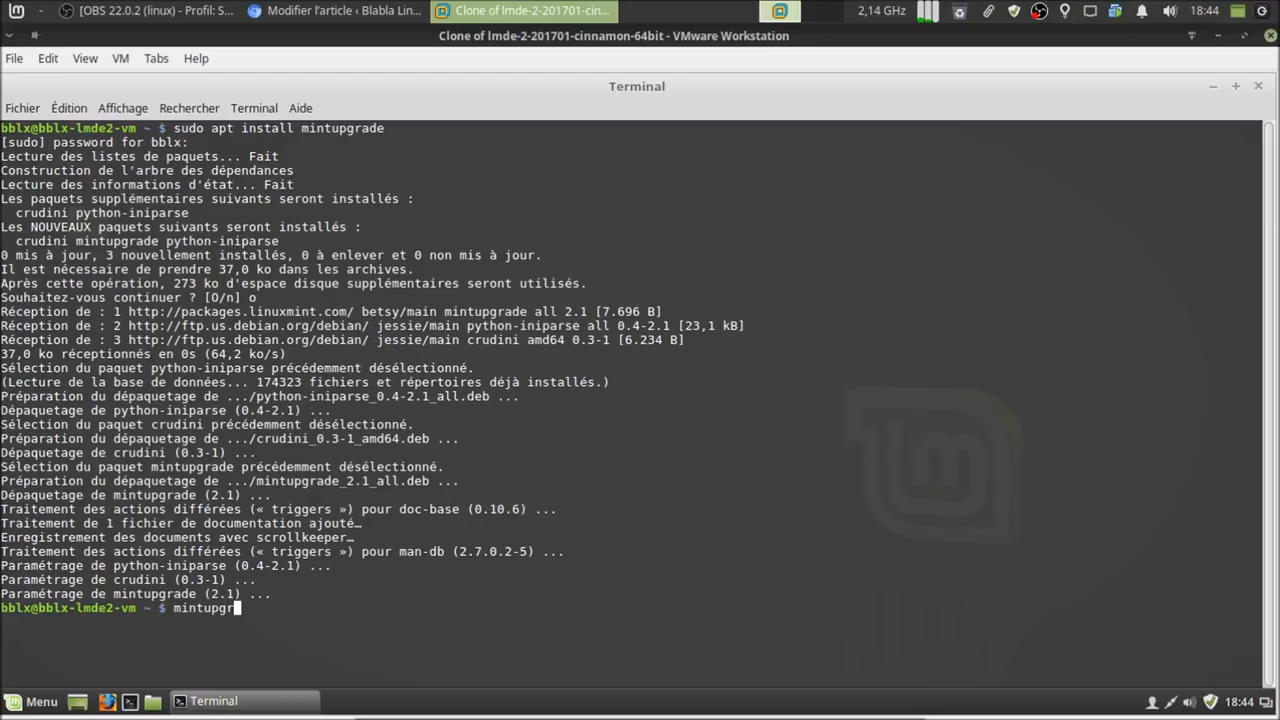 [OBS 22.0.2 (linux) - Profil: S...
Modifier l'article ‹ Blabla Lin...
Clone of lmde-2-201701-cin...
2,14 GHz
18:44
Clone of lmde-2-201701-cinnamon-64bit - VMware Workstation
File Edit View VM Tabs Help
Terminal
Fichier Édition Affichage Rechercher Terminal Aide
bblx@bblx-lmde2-vm ~ $ sudo apt install mintupgrade
[sudo] password for bblx:
Lecture des listes de paquets... Fait
Construction de l'arbre des dépendances
Lecture des informations d'état... Fait
Les paquets supplémentaires suivants seront installés :
crudini python-iniparse
Les NOUVEAUX paquets suivants seront installés :
crudini mintupgrade python-iniparse
0 mis à jour, 3 nouvellement installés, 0 à enlever et 0 non mis à jour.
Il est nécessaire de prendre 37,0 ko dans les archives.
Après cette opération, 273 ko d'espace disque supplémentaires seront utilisés.
Souhaitez-vous continuer ? [O/n] o
Réception de : 1 http://packages.linuxmint.com/ betsy/main mintupgrade all 2.1 [7.696 B]
Réception de : 2 http://ftp.us.debian.org/debian/ jessie/main python-iniparse all 0.4-2.1 [23,1 kB]
Réception de : 3 http://ftp.us.debian.org/debian/ jessie/main crudini amd64 0.3-1 [6.234 B]
37,0 ko réceptionnés en 0s (64,2 ko/s)
Sélection du paquet python-iniparse précédemment désélectionné.
(Lecture de la base de données... 174323 fichiers et répertoires déjà installés.)
Préparation du dépaquetage de .../python-iniparse_0.4-2.1_all.deb ...
Dépaquetage de python-iniparse (0.4-2.1) ...
Sélection du paquet crudini précédemment désélectionné.
Préparation du dépaquetage de .../crudini_0.3-1_amd64.deb ...
Dépaquetage de crudini (0.3-1) ...
Sélection du paquet mintupgrade précédemment désélectionné.
Préparation du dépaquetage de .../mintupgrade_2.1_all.deb ...
Dépaquetage de mintupgrade (2.1) ...
Traitement des actions différées (« triggers ») pour doc-base (0.10.6) ...
Traitement de 1 fichier de documentation ajouté…
Enregistrement des documents avec scrollkeeper…
Traitement des actions différées (« triggers ») pour man-db (2.7.0.2-5) ...
Paramétrage de python-iniparse (0.4-2.1) ...
Paramétrage de crudini (0.3-1) ...
Paramétrage de mintupgrade (2.1) ...
bblx@bblx-lmde2-vm ~ $ mintupgr
Menu
Terminal
18:44